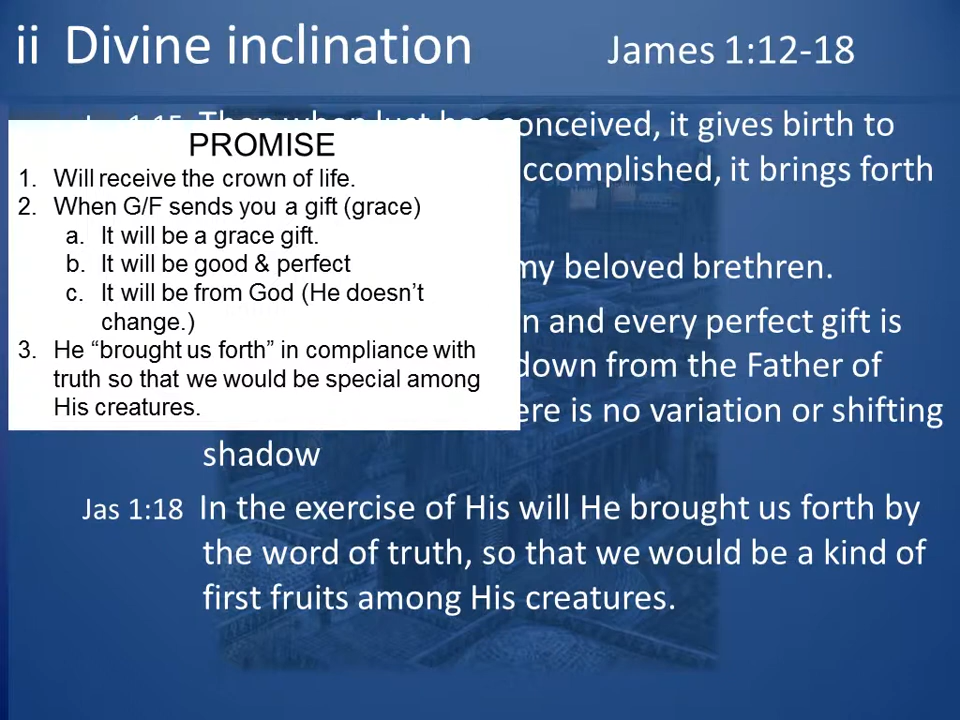 ii Divine inclination James 1:12-18
conceived, it gives birth to
accomplished, it brings forth
my beloved brethren.
n and every perfect gift is
down from the Father of
ere is no variation or shifting
shadow
Jas 1:18 In the exercise of His will He brought us forth by
the word of truth, so that we would be a kind of
first fruits among His creatures.
PROMISE
1. Will receive the crown of life.
2. When G/F sends you a gift (grace)
a. It will be a grace gift.
b. It will be good & perfect
c. It will be from God (He doesn’t
change.)
3. He “brought us forth” in compliance with
truth so that we would be special among
His creatures.